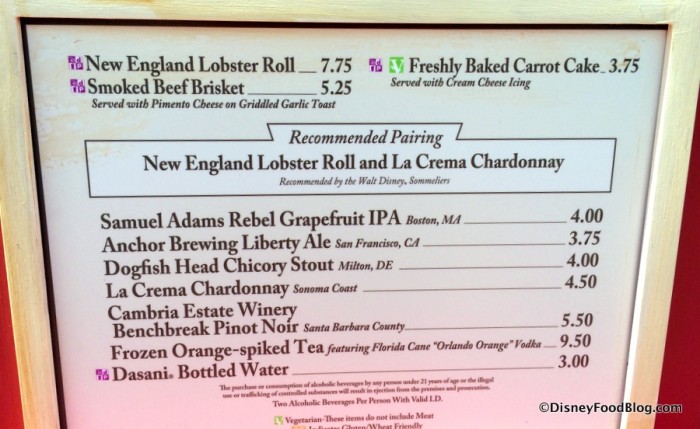 New England Lobster Roll ___ 7.75
Smoked Beef Brisket _____ 5.25
Served with Pimento Cheese on Griddled Garlic Toast
V Freshly Baked Carrot Cake_ 3.75
Served with Cream Cheese Icing
Recommended Pairing
New England Lobster Roll and La Crema Chardonnay
Recommended by the Walt Disney, Sommeliers
Samuel Adams Rebel Grapefruit IPA Boston, MA 4.00
Anchor Brewing Liberty Ale San Francisco, CA 3.75
Dogfish Head Chicory Stout Milton, DE 4.00
La Crema Chardonnay Sonoma Coast 4.50
Cambria Estate Winery
Benchbreak Pinot Noir Santa Barbara County 5.50
Frozen Orange-spiked Tea featuring Florida Cane "Orlando Orange" Vodka 9.50
Dasani® Bottled Water 3.00
The purchase or consumption of alcoholic beverages by any person under 21 years of age or the illegal
use or trafficking of controlled substances will result in ejection from the premises and prosecution.
Two Alcoholic Beverages Per Person With Valid I.D.
V Vegetarian-These items do not include Meat
Gluten/Wheat Friendly
©DisneyFoodBlog.com